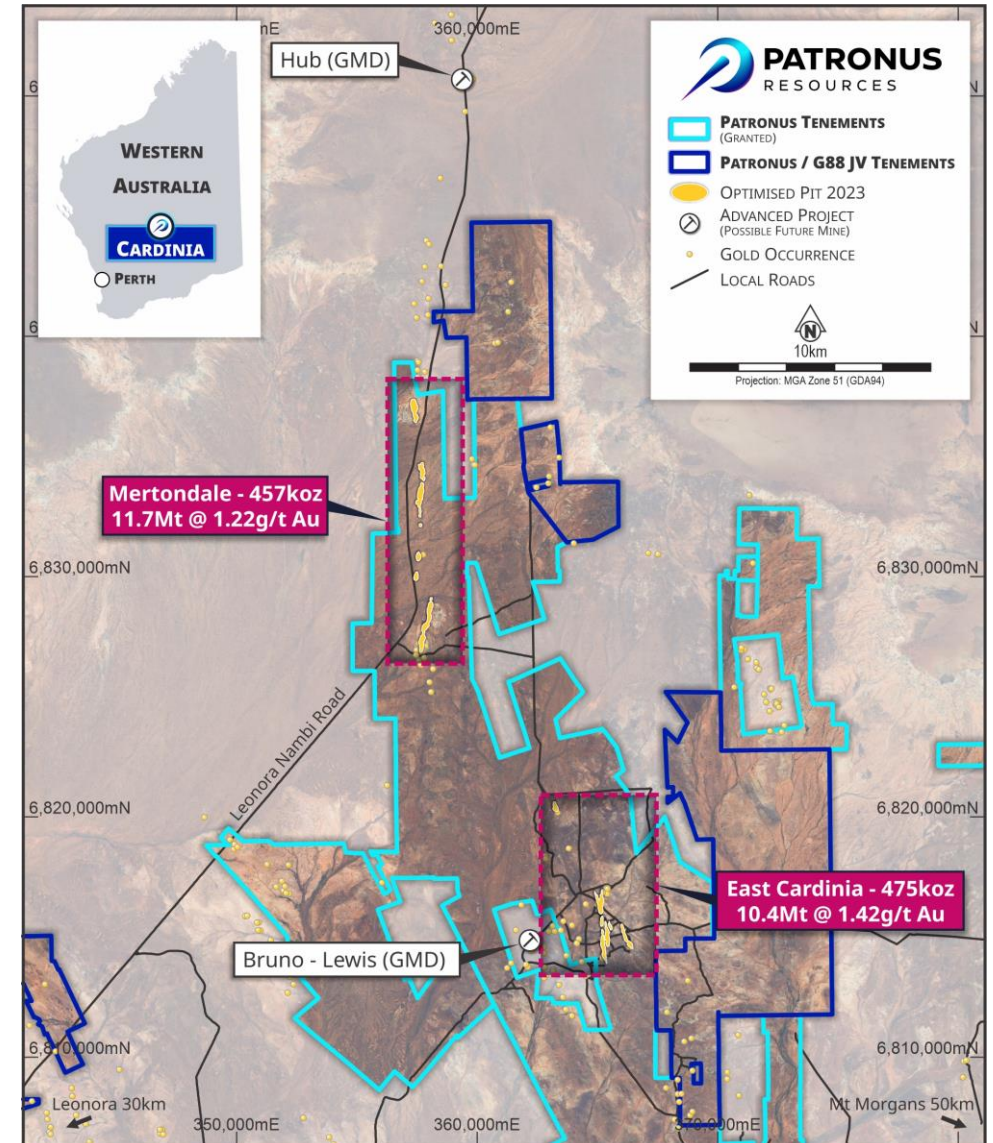 mE
360,000mE
Hub (GMD)
WESTERN
AUSTRALIA
CARDINIA
PERTH
PATRONUS
RESOURCES
PATRONUS TENEMENTS
(GRANTED)
PATRONUS / G88 JV TENEMENTS
OPTIMISED PIT 2023
ADVANCED PROJECT
(POSSIBLE FUTURE MINE)
GOLD OCCURRENCE
LOCAL ROADS
N
10km
Projection: MGA Zone 51 (GDA94)
N
N
6
Mertondale - 457koz
11.7Mt @ 1.22g/t Au
6,830,000mN
6,830,000mN
Leonora Nambi Road
6,820,000mN
6,820,000mN
East Cardinia - 475koz
10.4Mt @ 1.42g/t Au
Bruno - Lewis (GMD)
6,810,000mN
6,810,000mN
Leonora 30km
Mt Morgans 50km
350,000mE
360,000mE
370,000mE